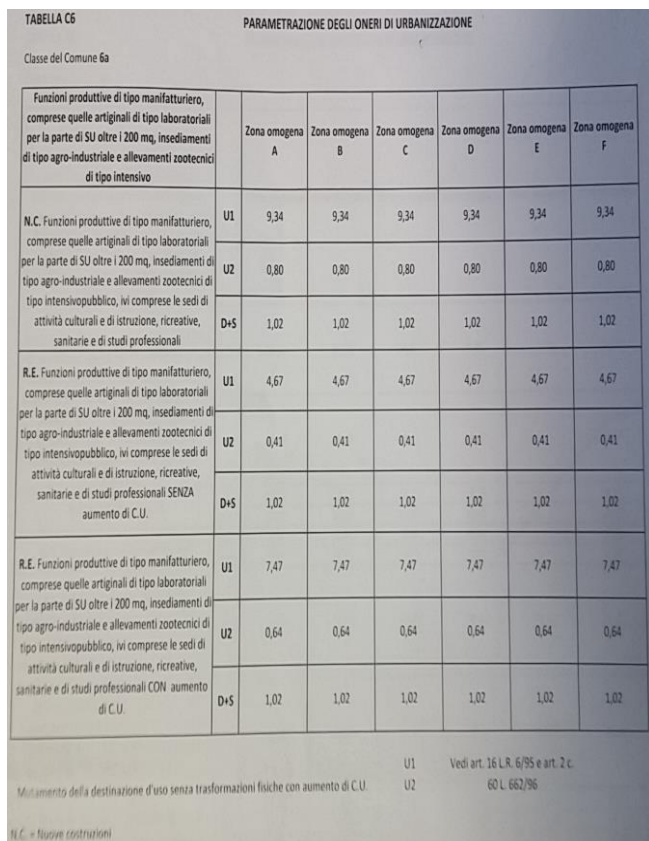 TABELLA C6
PARAMETRAZIONE DEGLI ONERI DI URBANIZZAZIONE
Classe del Comune 6a
Funzioni produttive di tipo manifatturiero,
comprese quelle artiginali di tipo laboratoriali
per la parte di SU oltre i 200 mq, insediamenti
di tipo agro-industriale e allevamenti zootecnici
di tipo intensivo
Zona omogena A
Zona omogena B
Zona omogena C
Zona omogena D
Zona omogena E
Zona omogena F
N.C. Funzioni produttive di tipo manifatturiero,
comprese quelle artiginali di tipo laboratoriali
per la parte di SU oltre i 200 mq, insediamenti di
tipo agro-industriale e allevamenti zootecnici di
tipo intensivopubblico, ivi comprese le sedi di
attività culturali e di istruzione, ricreative,
sanitarie e di studi professionali
U1 9,34 9,34 9,34 9,34 9,34 9,34
U2 0,80 0,80 0,80 0,80 0,80 0,80
D+S 1,02 1,02 1,02 1,02 1,02 1,02
R.E. Funzioni produttive di tipo manifatturiero,
comprese quelle artiginali di tipo laboratoriali
per la parte di SU oltre i 200 mq, insediamenti di
tipo agro-industriale e allevamenti zootecnici di
tipo intensivopubblico, ivi comprese le sedi di
attività culturali e di istruzione, ricreative,
sanitarie e di studi professionali SENZA
aumento di C.U.
U1 4,67 4,67 4,67 4,67 4,67 4,67
U2 0,41 0,41 0,41 0,41 0,41 0,41
D+S 1,02 1,02 1,02 1,02 1,02 1,02
R.E. Funzioni produttive di tipo manifatturiero,
comprese quelle artiginali di tipo laboratoriali
per la parte di SU oltre i 200 mq, insediamenti di
tipo agro-industriale e allevamenti zootecnici di
tipo intensivopubblico, ivi comprese le sedi di
attività culturali e di istruzione, ricreative,
sanitarie e di studi professionali CON aumento
di C.U.
U1 7,47 7,47 7,47 7,47 7,47 7,47
U2 0,64 0,64 0,64 0,64 0,64 0,64
D+S 1,02 1,02 1,02 1,02 1,02 1,02
U1 Vedi art. 16 L.R. 6/95 e art. 2 c.
Mutamento della destinazione d'uso senza trasformazioni fisiche con aumento di C.U. U2 60 L. 662/96
N.C. = Nuove costruzioni